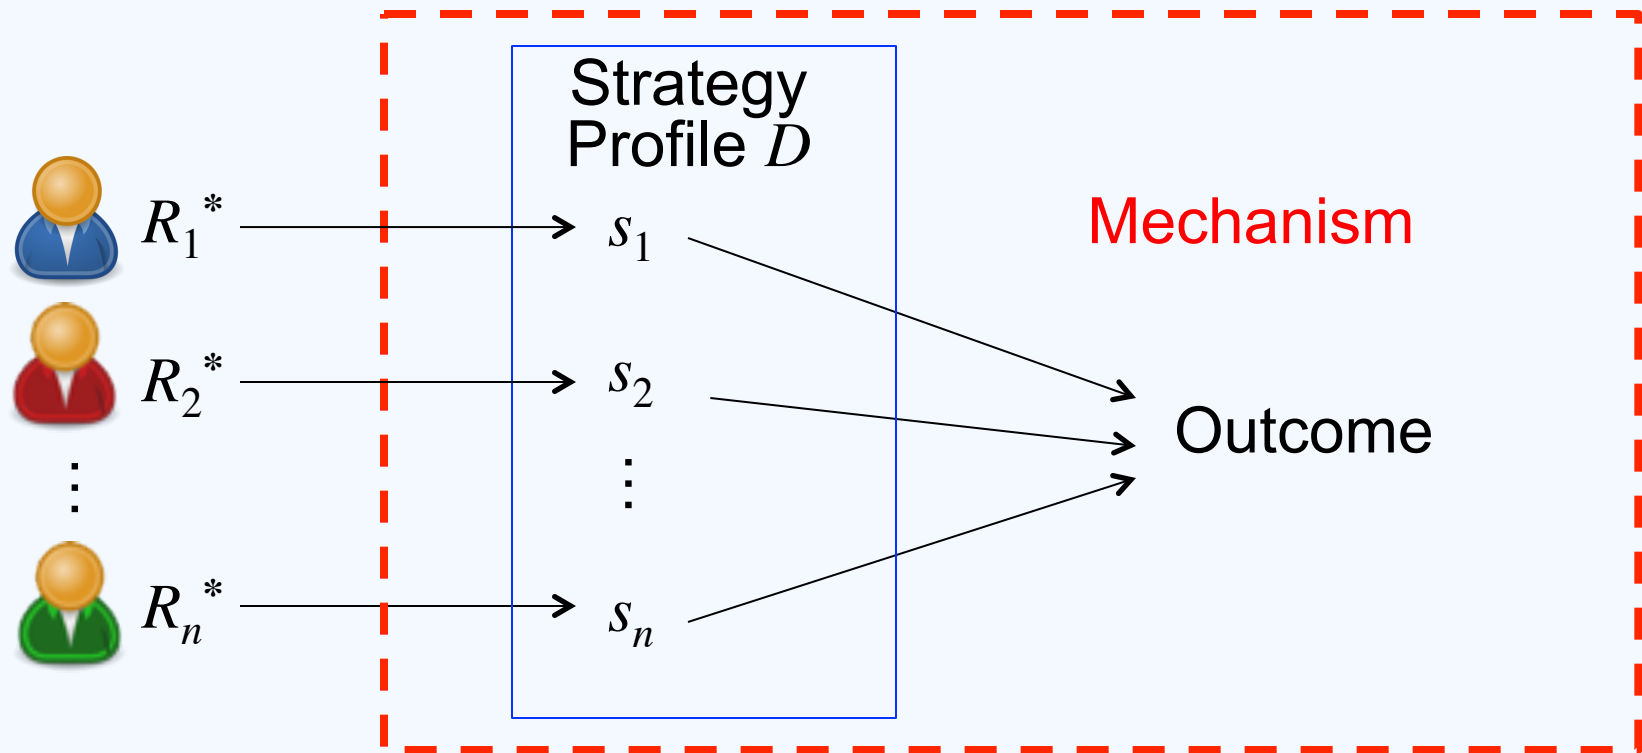 Strategy
Profile D
R₁* s₁ Mechanism
R₂* s₂ Outcome
⋮ ⋮
Rₙ* sₙ